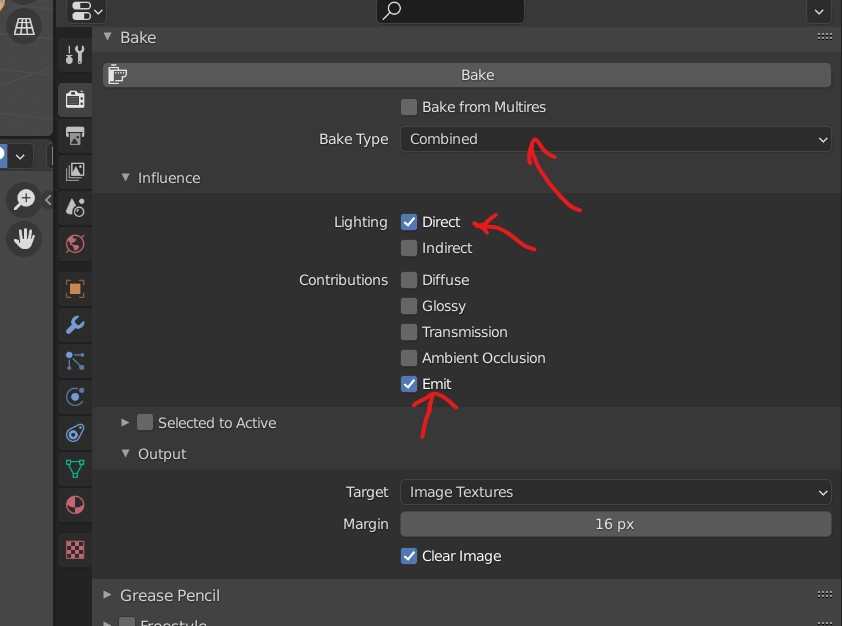 Bake
Bake
Bake from Multires
Bake Type Combined
Influence
Lighting Direct
Indirect
Contributions Diffuse
Glossy
Transmission
Ambient Occlusion
Emit
Selected to Active
Output
Target Image Textures
Margin 16 px
Clear Image
Grease Pencil
Freestyle